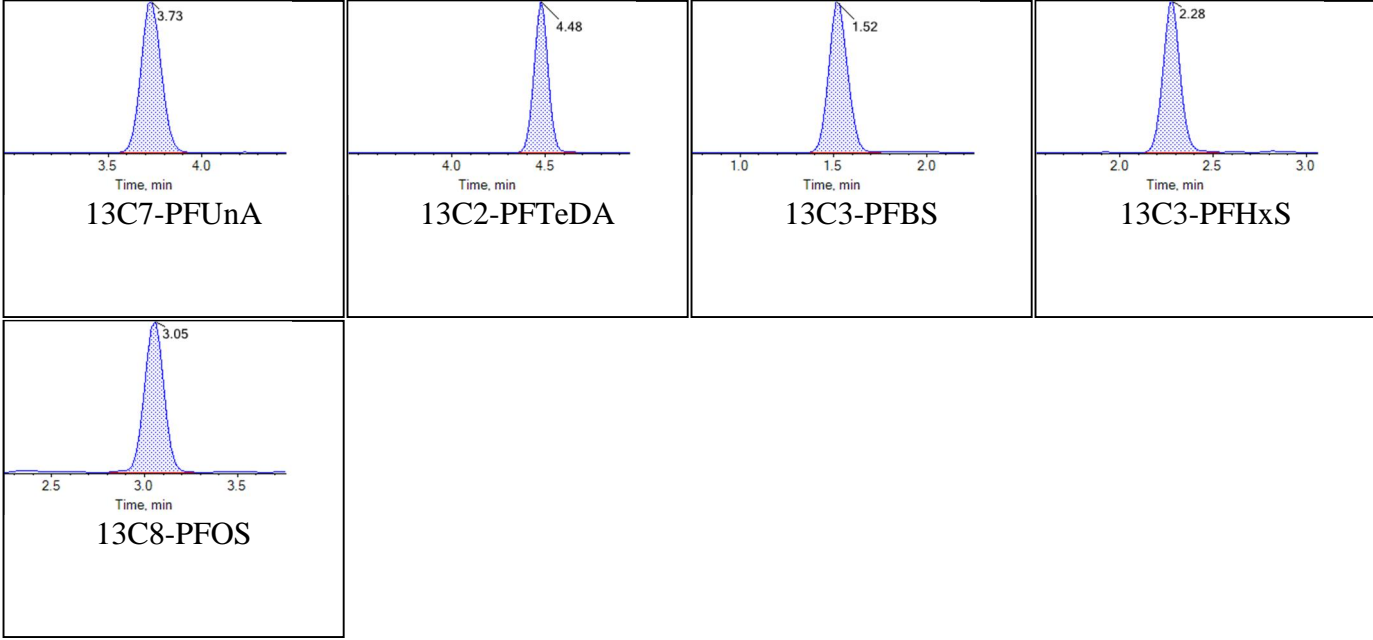 3.73
3.5 4.0
Time, min
13C7-PFUnA
4.48
4.0 4.5
Time, min
13C2-PFTeDA
1.52
1.0 1.5 2.0
Time, min
13C3-PFBS
2.28
2.0 2.5 3.0
Time, min
13C3-PFHxS
3.05
2.5 3.0 3.5
Time, min
13C8-PFOS